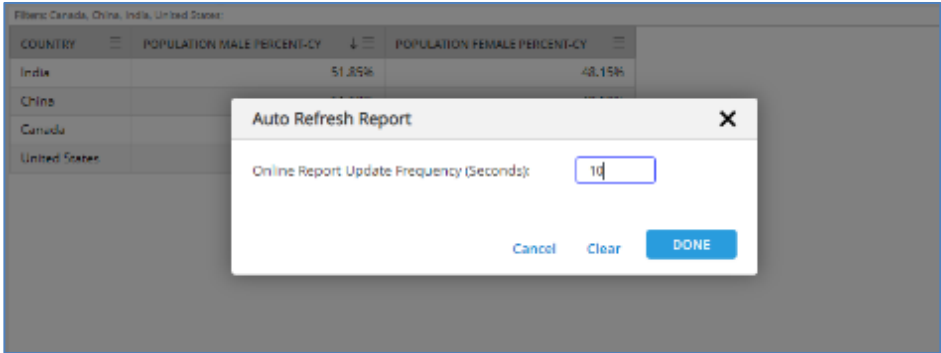 Filters: Canada, China, India, United States:
COUNTRY POPULATION MALE PERCENT-CY POPULATION FEMALE PERCENT-CY
India 51.85% 48.15%
China
Canada
United States
Auto Refresh Report
Online Report Update Frequency (Seconds): 10
Cancel Clear DONE